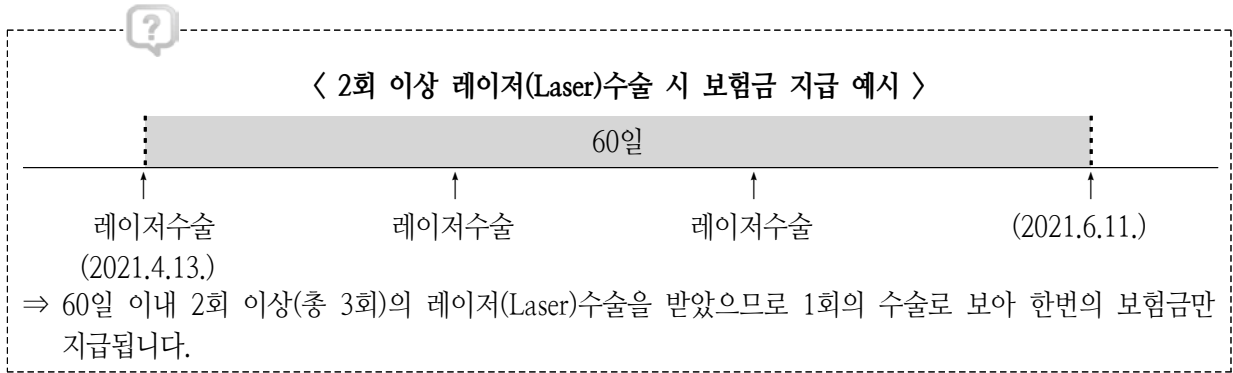 ?
〈 2회 이상 레이저(Laser)수술 시 보험금 지급 예시 〉
60일
레이저수술 레이저수술 레이저수술 (2021.6.11.)
(2021.4.13.)
⇒ 60일 이내 2회 이상(총 3회)의 레이저(Laser)수술을 받았으므로 1회의 수술로 보아 한번의 보험금만
지급됩니다.